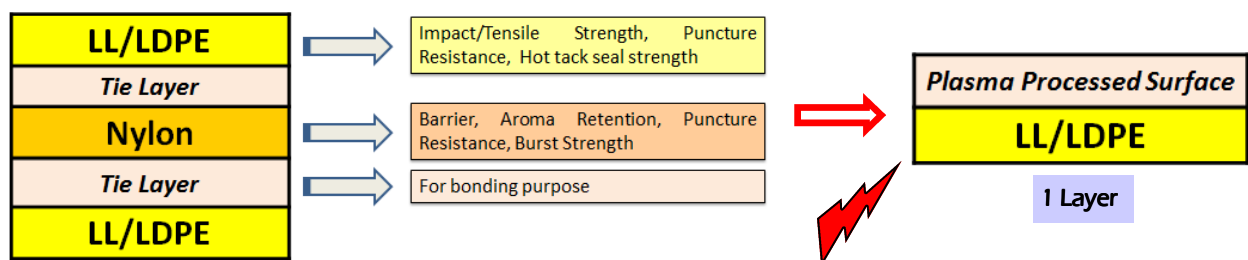 LL/LDPE
Tie Layer
Nylon
Tie Layer
LL/LDPE
Impact/Tensile Strength, Puncture
Resistance, Hot tack seal strength
Barrier, Aroma Retention, Puncture
Resistance, Burst Strength
For bonding purpose
Plasma Processed Surface
LL/LDPE
1 Layer